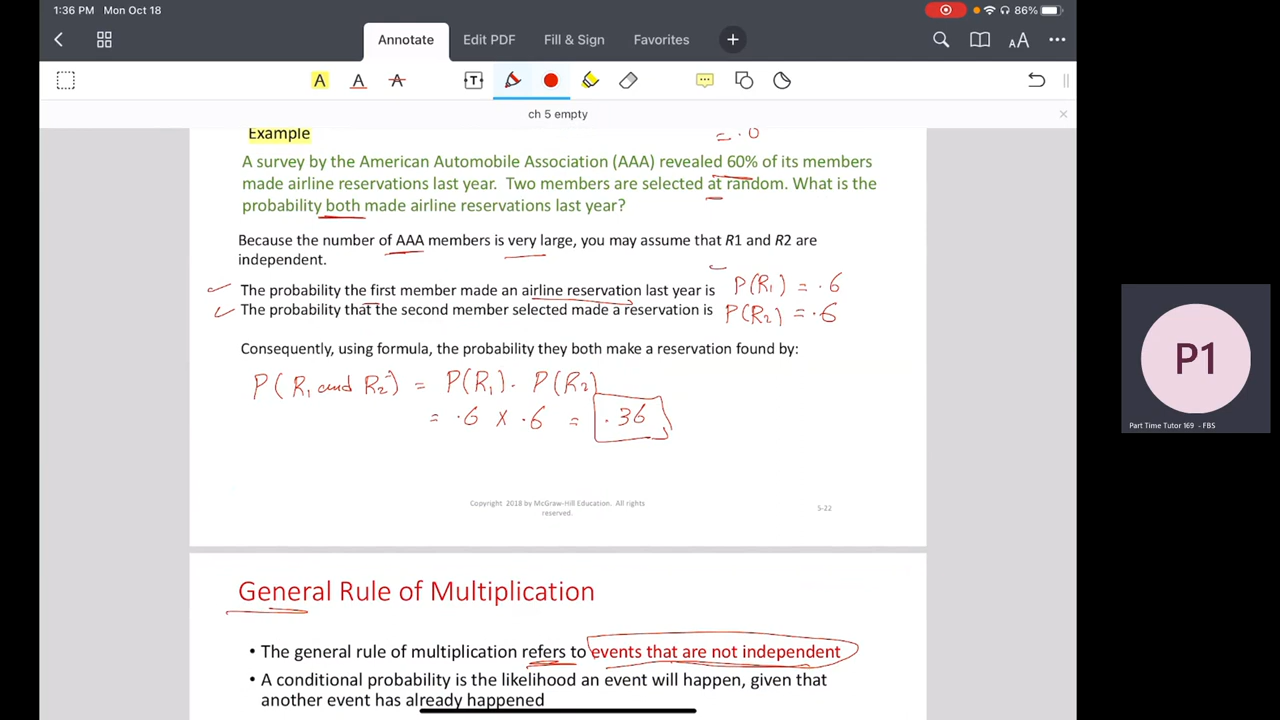 1:36 PM Mon Oct 18
86%
Annotate Edit PDF Fill & Sign Favorites
A A A T AA
ch 5 empty
Example
= .0
A survey by the American Automobile Association (AAA) revealed 60% of its members
made airline reservations last year. Two members are selected at random. What is the
probability both made airline reservations last year?
Because the number of AAA members is very large, you may assume that R1 and R2 are
independent.
The probability the first member made an airline reservation last year is P(R₁) = .6
The probability that the second member selected made a reservation is P(R₂) = .6
Consequently, using formula, the probability they both make a reservation found by:
P(R₁ and R₂) = P(R₁). P(R₂)
= .6 x .6 = .36
Copyright 2018 by McGraw-Hill Education. All rights
reserved.
5-22
General Rule of Multiplication
• The general rule of multiplication refers to events that are not independent
• A conditional probability is the likelihood an event will happen, given that
another event has already happened
P1
Part Time Tutor 169 - FBS